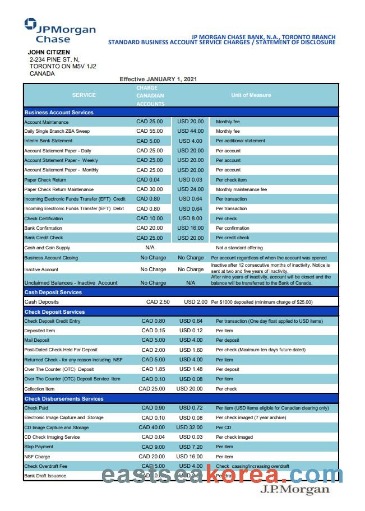 JPMorgan
Chase
JP MORGAN CHASE BANK, N.A., TORONTO BRANCH
STANDARD BUSINESS ACCOUNT SERVICE CHARGES / STATEMENT OF DISCLOSURE
JOHN CITIZEN
2-234 PINE ST, N,
TORONTO ON M5V 1J2
CANADA
Effective JANUARY 1, 2021
SERVICE CHARGE CANADIAN ACCOUNTS Unit of Measure
Business Account Services
Account Maintenance CAD 25.00 USD 20.00 Monthly fee
Daily Single Branch ZBA Sweep CAD 55.00 USD 44.00 Monthly fee
Interim Bank Statement CAD 5.00 USD 4.00 Per additional statement
Account Statement Paper - Daily CAD 25.00 USD 20.00 Per account
Account Statement Paper - Weekly CAD 25.00 USD 20.00 Per account
Account Statement Paper - Monthly CAD 25.00 USD 20.00 Per account
Paper Check Return CAD 0.04 USD 0.03 Per check item
Paper Check Return Maintenance CAD 30.00 USD 24.00 Monthly maintenance fee
Incoming Electronic Funds Transfer (EFT) Credit CAD 0.80 USD 0.64 Per transaction
Incoming Electronic Funds Transfer (EFT) Debit CAD 0.80 USD 0.64 Per transaction
Check Certification CAD 10.00 USD 8.00 Per check
Bank Confirmation CAD 20.00 USD 16.00 Per confirmation
Bank Credit Check CAD 25.00 USD 20.00 Per credit check
Cash and Coin Supply N/A Not a standard offering
Business Account Closing No Charge No Charge Per account regardless of when the account was opened
Inactive Account No Charge No Charge Inactive after 12 consecutive months of inactivity. Notice is
sent at two and five years of inactivity.
Unclaimed Balances - Inactive Account No Charge N/A After nine years of inactivity, account will be closed and the
balance will be transferred to the Bank of Canada.
Cash Deposit Services
Cash Deposits CAD 2.50 USD 2.00 Per $1000 deposited (minimum charge of $25.00)
Check Deposit Services
Check Deposit Credit Entry CAD 0.80 USD 0.64 Per transaction (One day float applied to USD items)
Deposited Item CAD 0.15 USD 0.12 Per item
Mail Deposit CAD 5.00 USD 4.00 Per deposit
Post-Dated Check Held For Deposit CAD 2.00 USD 1.60 Per check (Maximum ten days future dated)
Returned Check - for any reason including NSF CAD 5.00 USD 4.00 Per item
Over The Counter (OTC) Deposit CAD 1.85 USD 1.48 Per deposit
Over The Counter (OTC) Deposit Service Item CAD 0.10 USD 0.08 Per item
Collection Item CAD 25.00 USD 20.00 Per check
Check Disbursements Services
Check Paid CAD 0.90 USD 0.72 Per item (USD items eligible for Canadian clearing only)
Electronic Image Capture and Storage CAD 0.10 USD 0.08 Per check imaged (7 year archive)
CD Image Capture and Storage CAD 40.00 USD 32.00 Per CD
CD Check Imaging Service CAD 0.04 USD 0.03 Per check imaged
Stop Payment CAD 9.00 USD 7.20 Per item
NSF Charge CAD 20.00 USD 16.00 Per item
Check Overdraft Fee CAD 5.00 USD 4.00 Check causing/increasing overdraft
Bank Draft Issuance
easyseakorea.com
J.P.Morgan